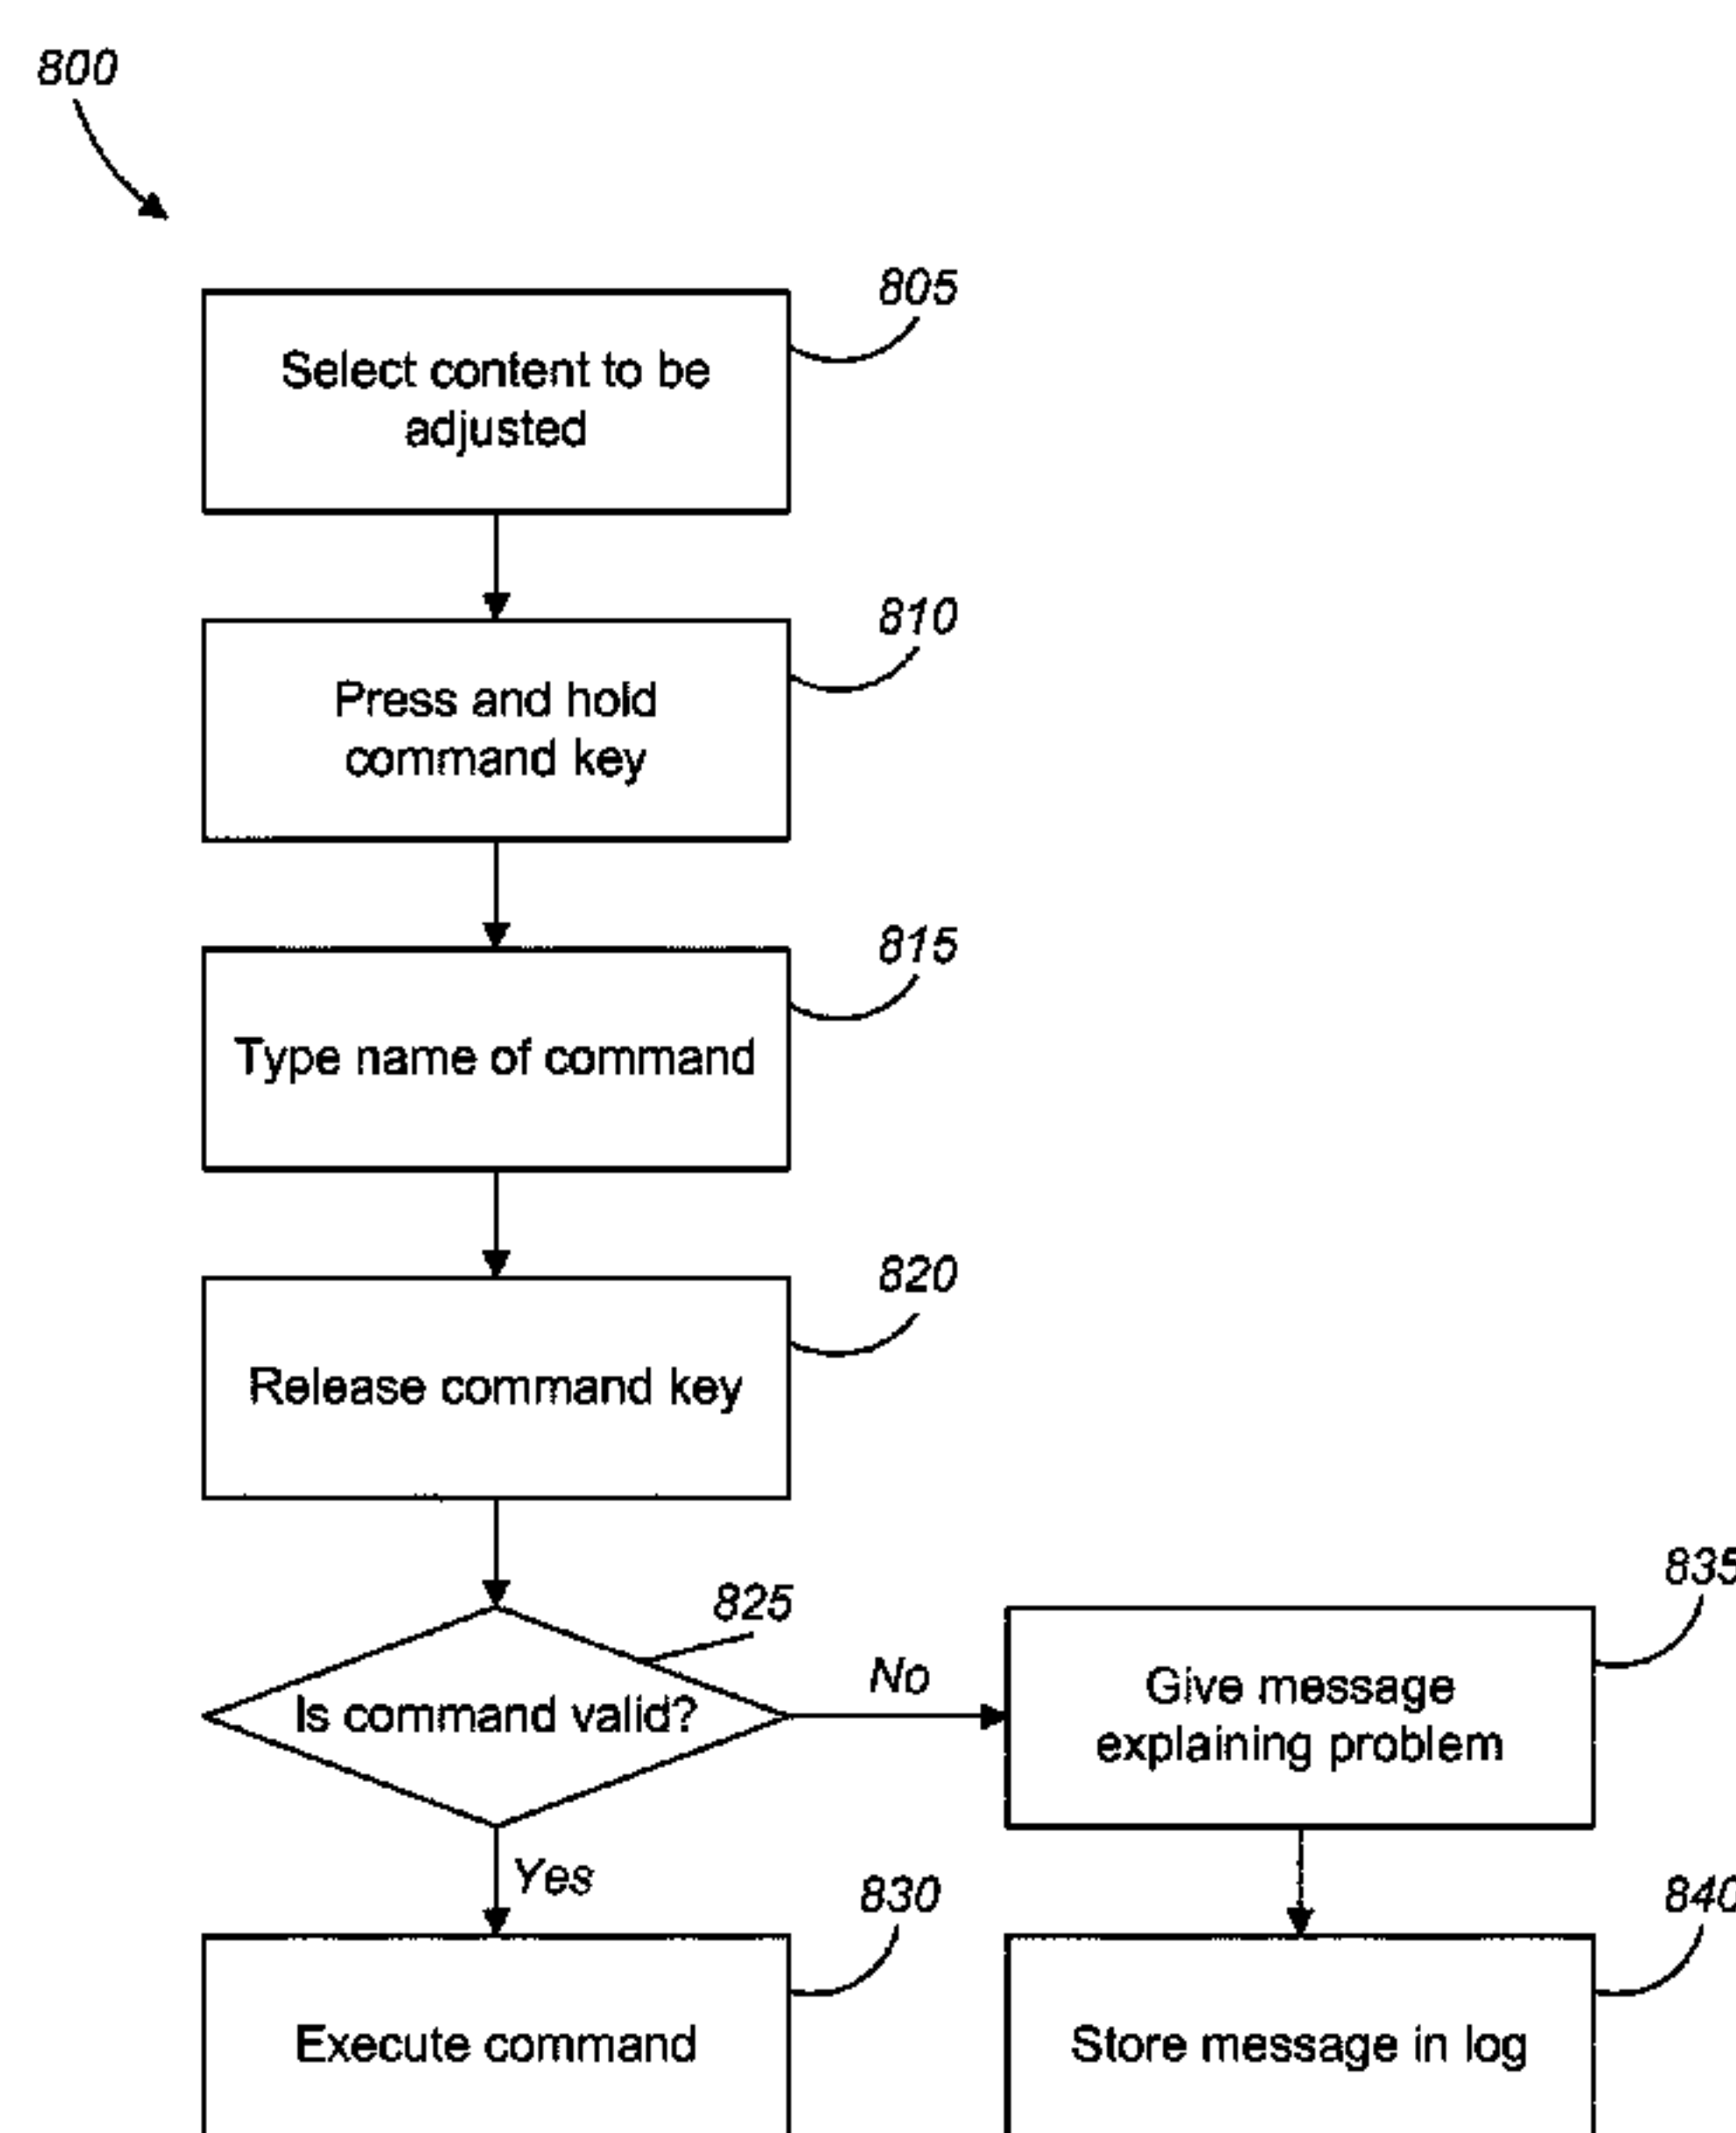 800
805
Select content to be
adjusted
810
Press and hold
command key
815
Type name of command
820
Release command key
825
Is command valid?
No
835
Give message
explaining problem
Yes
830
Execute command
840
Store message in log